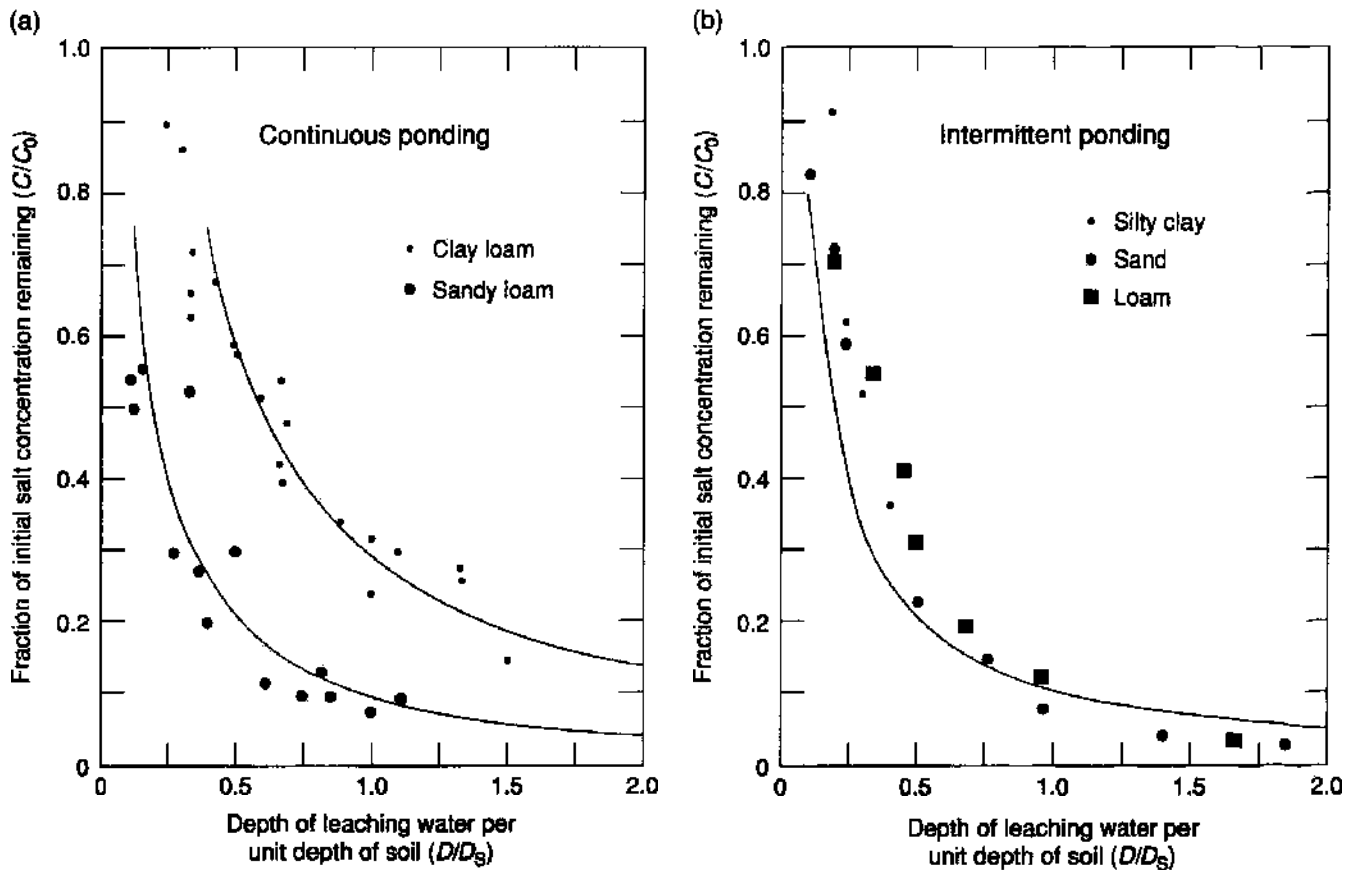 (a)
Fraction of initial salt concentration remaining (C/C0)
1.0
0.8
0.6
0.4
0.2
0
Continuous ponding
Clay loam
Sandy loam
0.5
1.0
1.5
2.0
Depth of leaching water per
unit depth of soil (D/DS)
(b)
Fraction of initial salt concentration remaining (C/C0)
1.0
0.8
0.6
0.4
0.2
0
Intermittent ponding
Silty clay
Sand
Loam
0
0.5
1.0
1.5
2.0
Depth of leaching water per
unit depth of soil (D/DS)